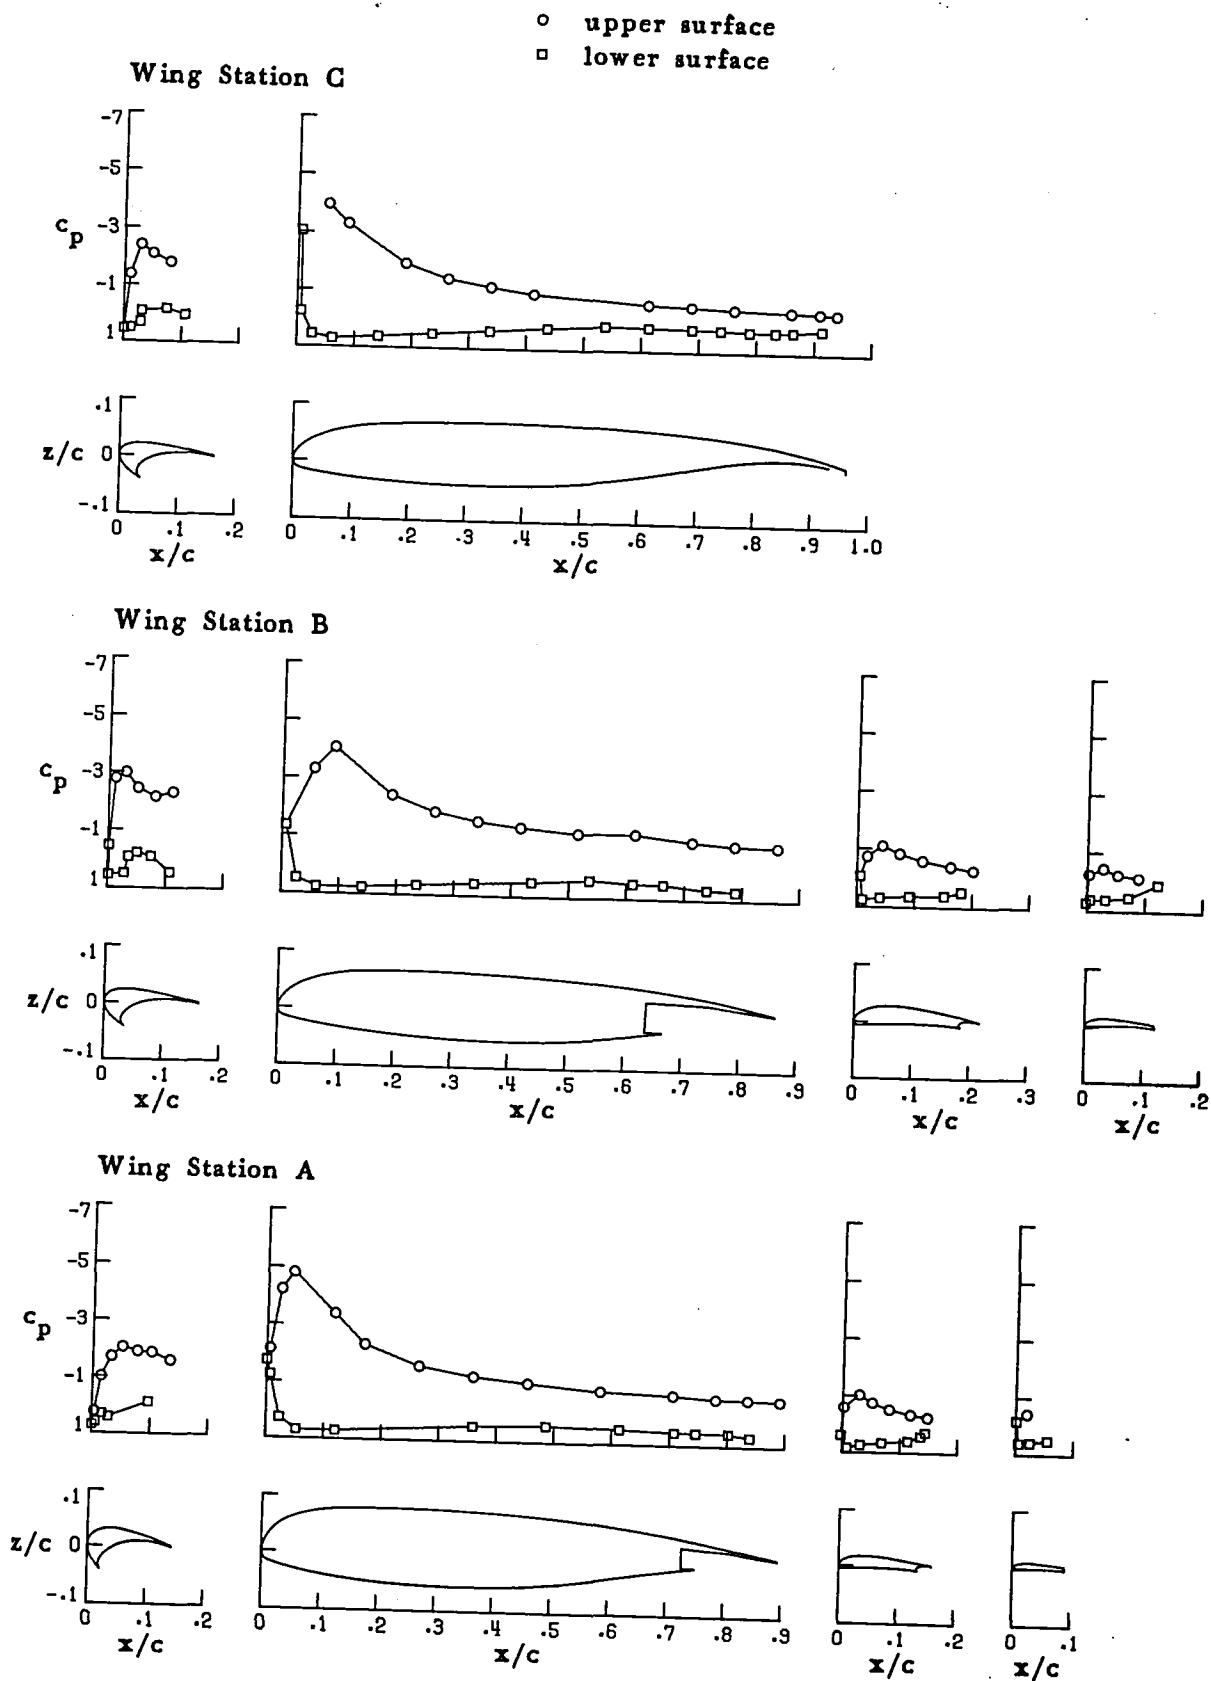 upper surface
lower surface
Wing Station C
-7
-5
c_p -3
-1
1
.1
z/c 0
-.1
0 .1 .2
0 .1 .2 .3 .4 .5 .6 .7 .8 .9 1.0
x/c x/c
Wing Station B
-7
-5
c_p -3
-1
1
.1
z/c 0
-.1
0 .1 .2
0 .1 .2 .3 .4 .5 .6 .7 .8 .9
0 .1 .2 .3
0 .1 .2
x/c x/c x/c x/c
Wing Station A
-7
-5
c_p -3
-1
1
.1
z/c 0
-.1
0 .1 .2
0 .1 .2 .3 .4 .5 .6 .7 .8 .9
0 .1 .2
0 .1
x/c x/c x/c x/c